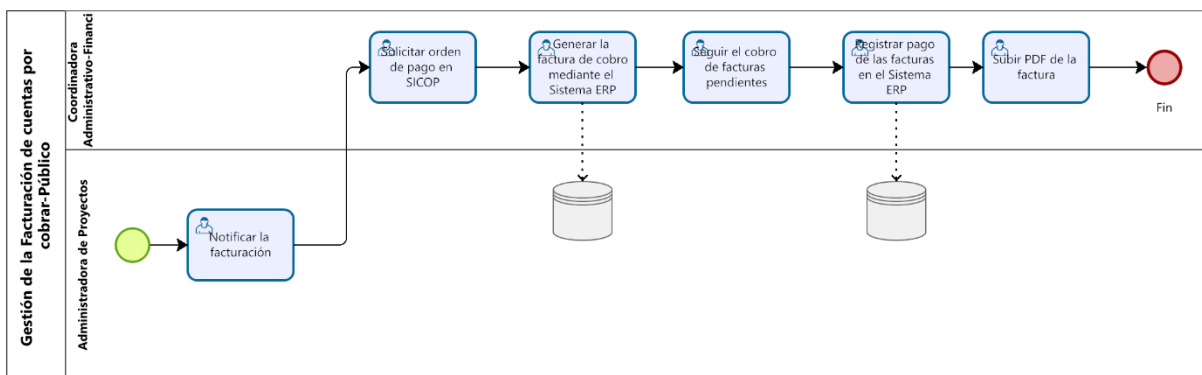 Gestión de la Facturación de cuentas por
cobrar-Público
Coordinadora
Administrativo-Financi
Solicitar orden
de pago en
SICOP
Generar la
factura de cobro
mediante el
Sistema ERP
Seguir el cobro
de facturas
pendientes
Registrar pago
de las facturas
en el Sistema
ERP
Subir PDF de la
factura
Fin
Administradora de Proyectos
Notificar la
facturación